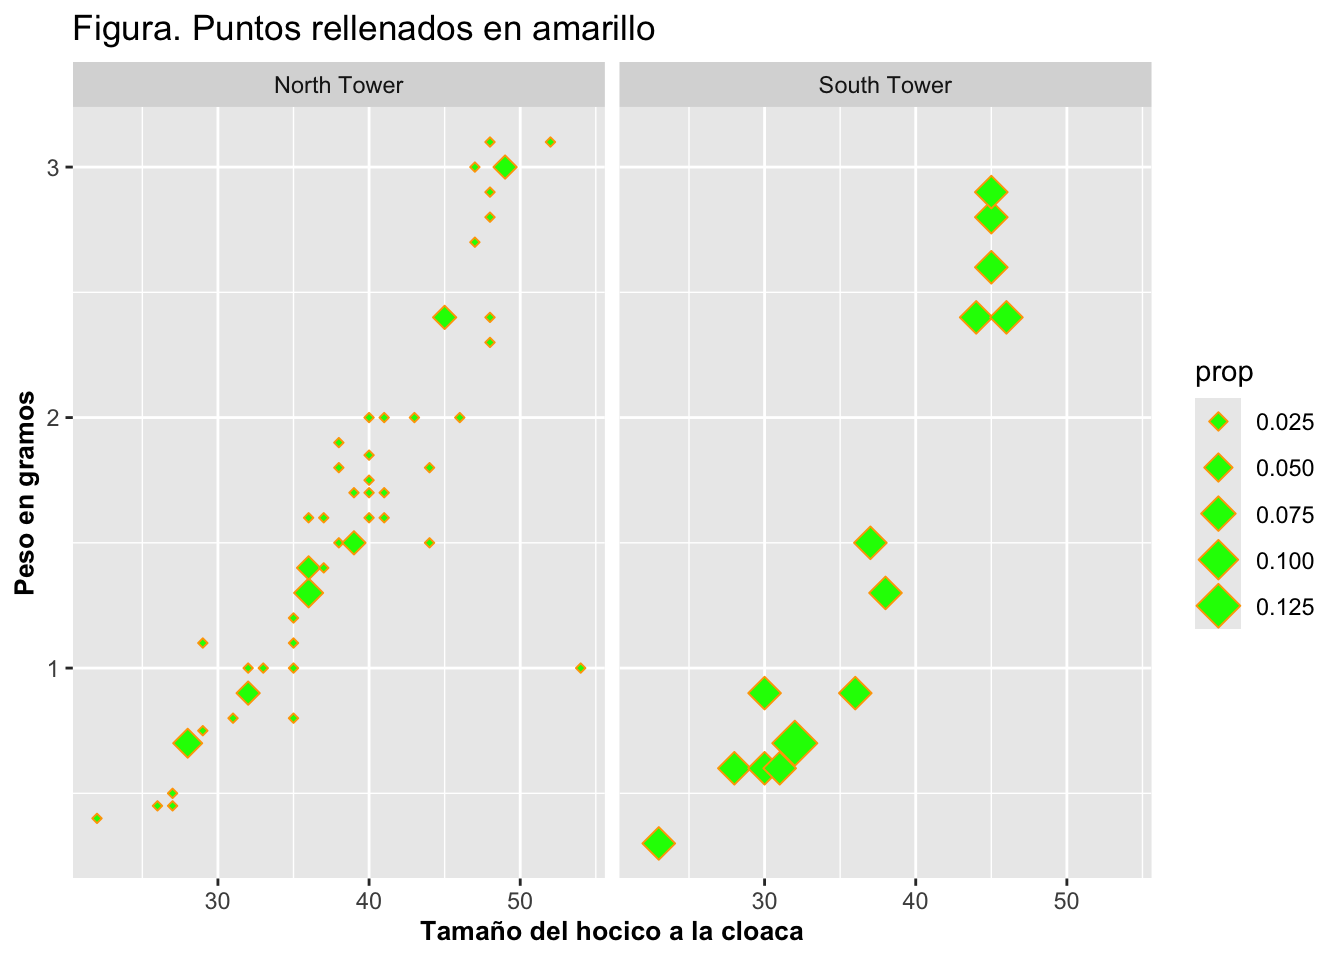 Figura. Puntos rellenados en amarillo
North Tower
South Tower
Peso en gramos
3
2
1
30
40
50
30
40
50
Tamaño del hocico a la cloaca
prop
0.025
0.050
0.075
0.100
0.125